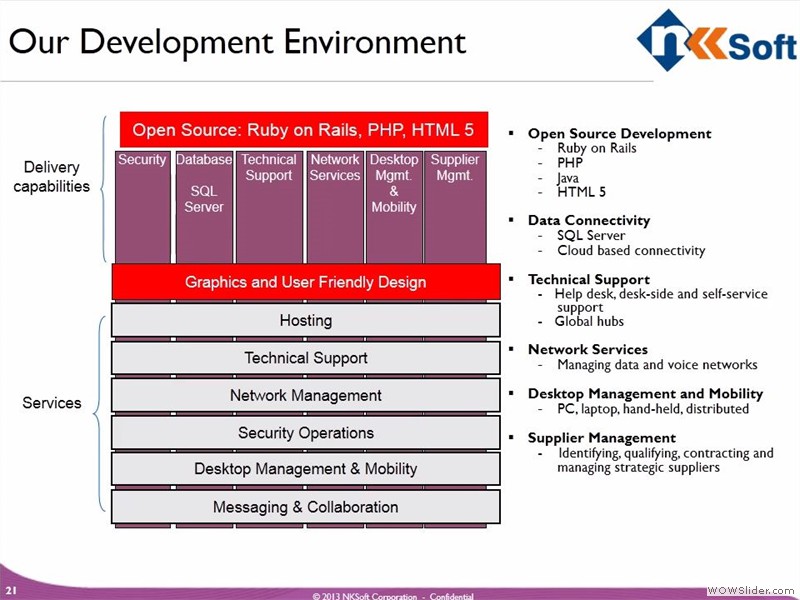 Our Development Environment
nKK Soft
Delivery
capabilities
Open Source: Ruby on Rails, PHP, HTML 5
Security
Database
SQL
Server
Technical
Support
Network
Services
Desktop
Mgmt.
&
Mobility
Supplier
Mgmt.
Graphics and User Friendly Design
Services
Hosting
Technical Support
Network Management
Security Operations
Desktop Management & Mobility
Messaging & Collaboration
▪ Open Source Development
- Ruby on Rails
- PHP
- Java
- HTML 5
▪ Data Connectivity
- SQL Server
- Cloud based connectivity
▪ Technical Support
- Help desk, desk-side and self-service
support
- Global hubs
▪ Network Services
- Managing data and voice networks
▪ Desktop Management and Mobility
- PC, laptop, hand-held, distributed
▪ Supplier Management
- Identifying, qualifying, contracting and
managing strategic suppliers
21
© 2013 NKSoft Corporation - Confidential
WOWSlider.com